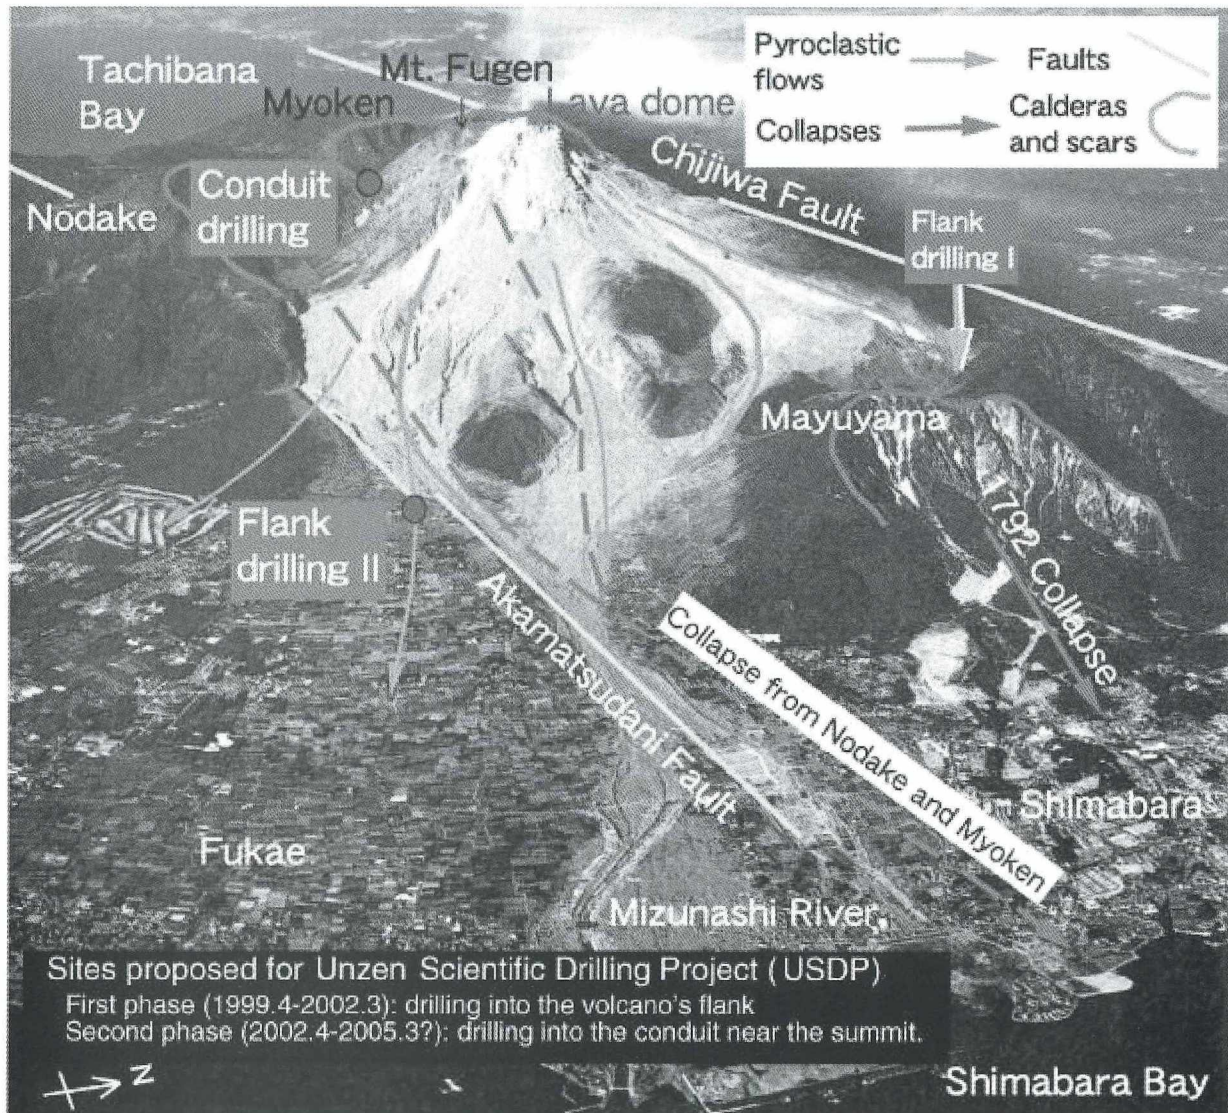 Tachibana
Bay
Mt. Fugen
Myoken
ava dome
Pyroclastic
flows
Faults
Collapses
Calderas
and scars
Conduit
drilling
Nodake
Chijiwa Fault
Flank
drilling I
Mayuyama
Flank
drilling II
1792 Collapse
Akamatsudani Fault
Collapse from Nodake and Myoken
Shimabara
Fukae
Mizunashi River
Sites proposed for Unzen Scientific Drilling Project (USDP)
First phase (1999.4-2002.3): drilling into the volcano's flank
Second phase (2002.4-2005.3?): drilling into the conduit near the summit.
N
Shimabara Bay